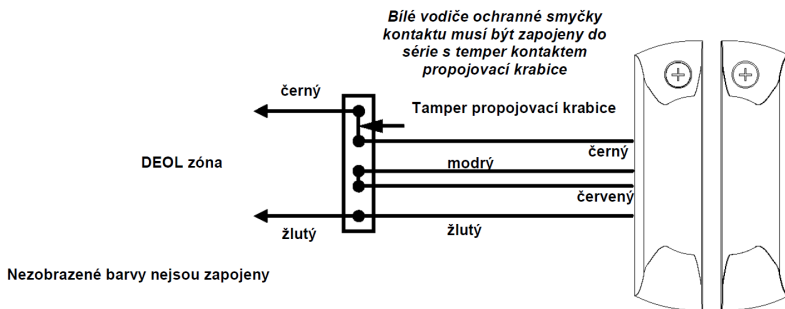 Bílé vodiče ochranné smyčky
kontaktu musí být zapojeny do
série s temper kontaktem
propojovací krabice
černý
Tamper propojovací krabice
černý
DEOL zóna
modrý
červený
žlutý
žlutý
Nezobrazené barvy nejsou zapojeny